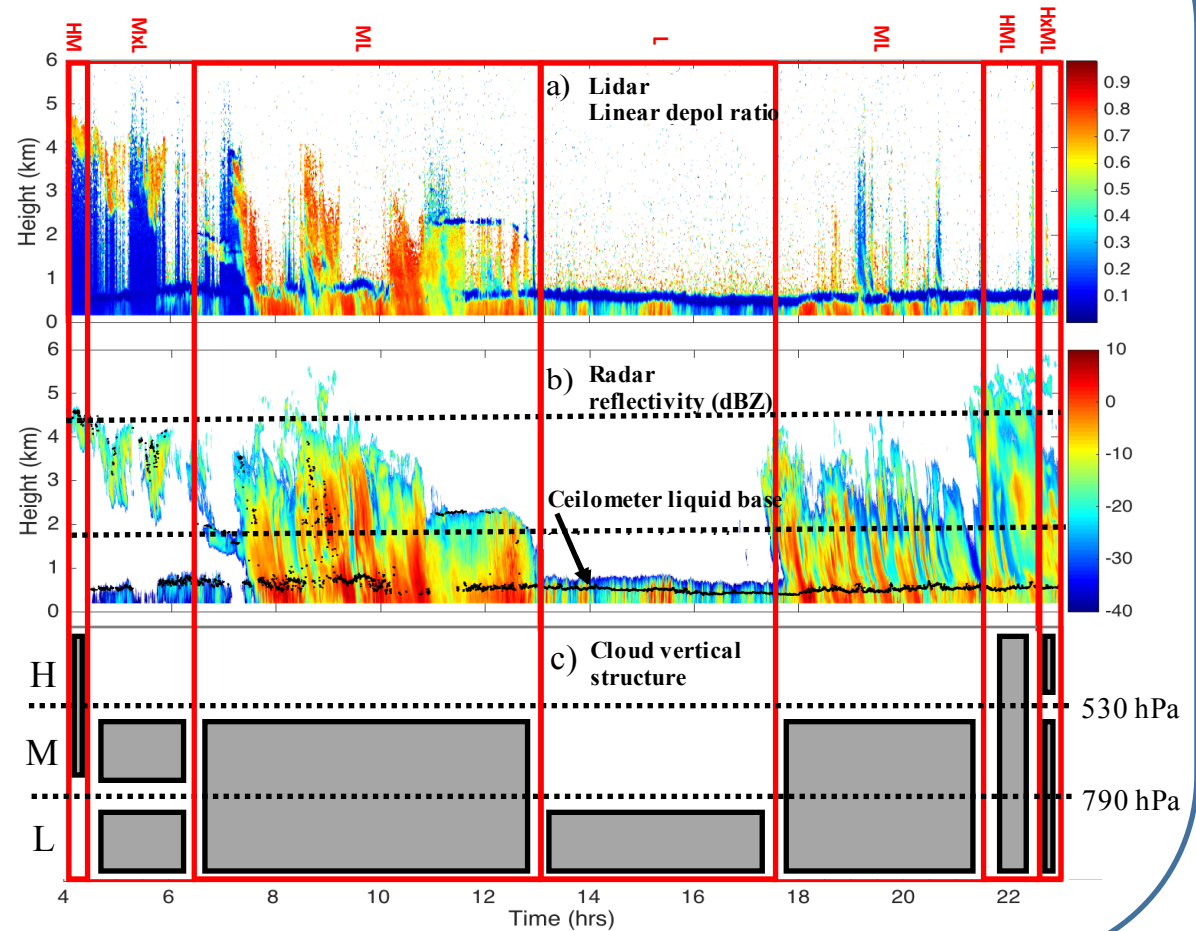 HM MxL ML L ML HML HxML
6
5
4
3
2
1
0
Height (km)
a) Lidar
Linear depol ratio
0.9
0.8
0.7
0.6
0.5
0.4
0.3
0.2
0.1
6
5
4
3
2
1
0
Height (km)
b) Radar
reflectivity (dBZ)
Ceilometer liquid base
10
0
-10
-20
-30
-40
c) Cloud vertical
structure
H
530 hPa
M
790 hPa
L
4 6 8 10 12 14 16 18 20 22
Time (hrs)